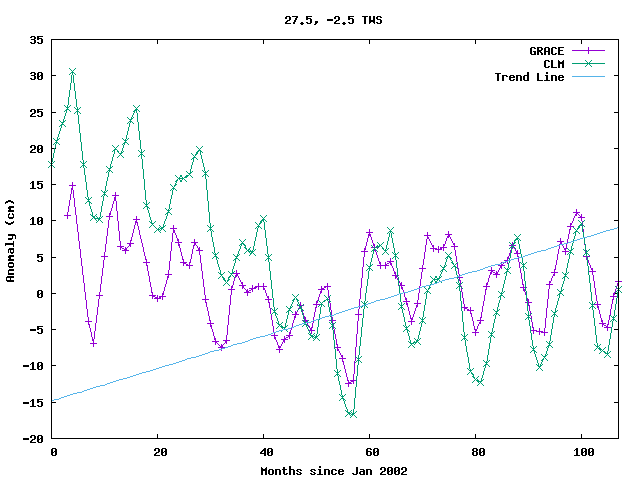 27.5, -2.5 TWS
GRACE
CLM
Trend Line
35
30
25
20
15
10
5
0
-5
-10
-15
-20
Anomaly (cm)
0 20 40 60 80 100
Months since Jan 2002